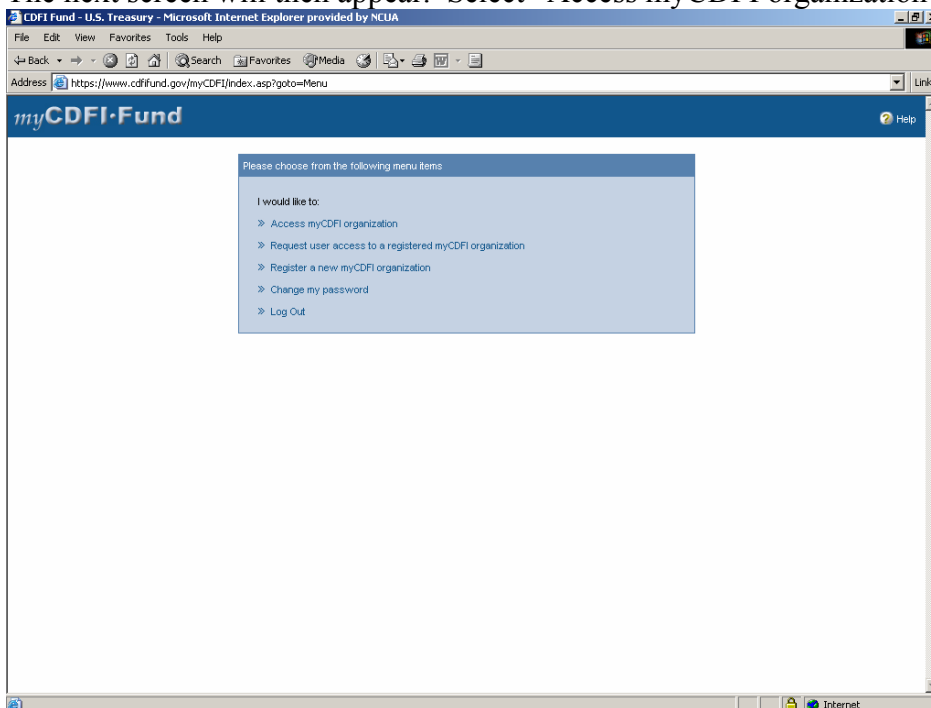 The next screen will then appear. Select "Access myCDFI organization"
CDFI Fund - U.S. Treasury - Microsoft Internet Explorer provided by NCUA
File Edit View Favorites Tools Help
Back Search Favorites Media
Address https://www.cdfifund.gov/myCDFI/index.asp?goto=Menu Link
myCDFI·Fund Help
Please choose from the following menu items
I would like to:
» Access myCDFI organization
» Request user access to a registered myCDFI organization
» Register a new myCDFI organization
» Change my password
» Log Out
Internet